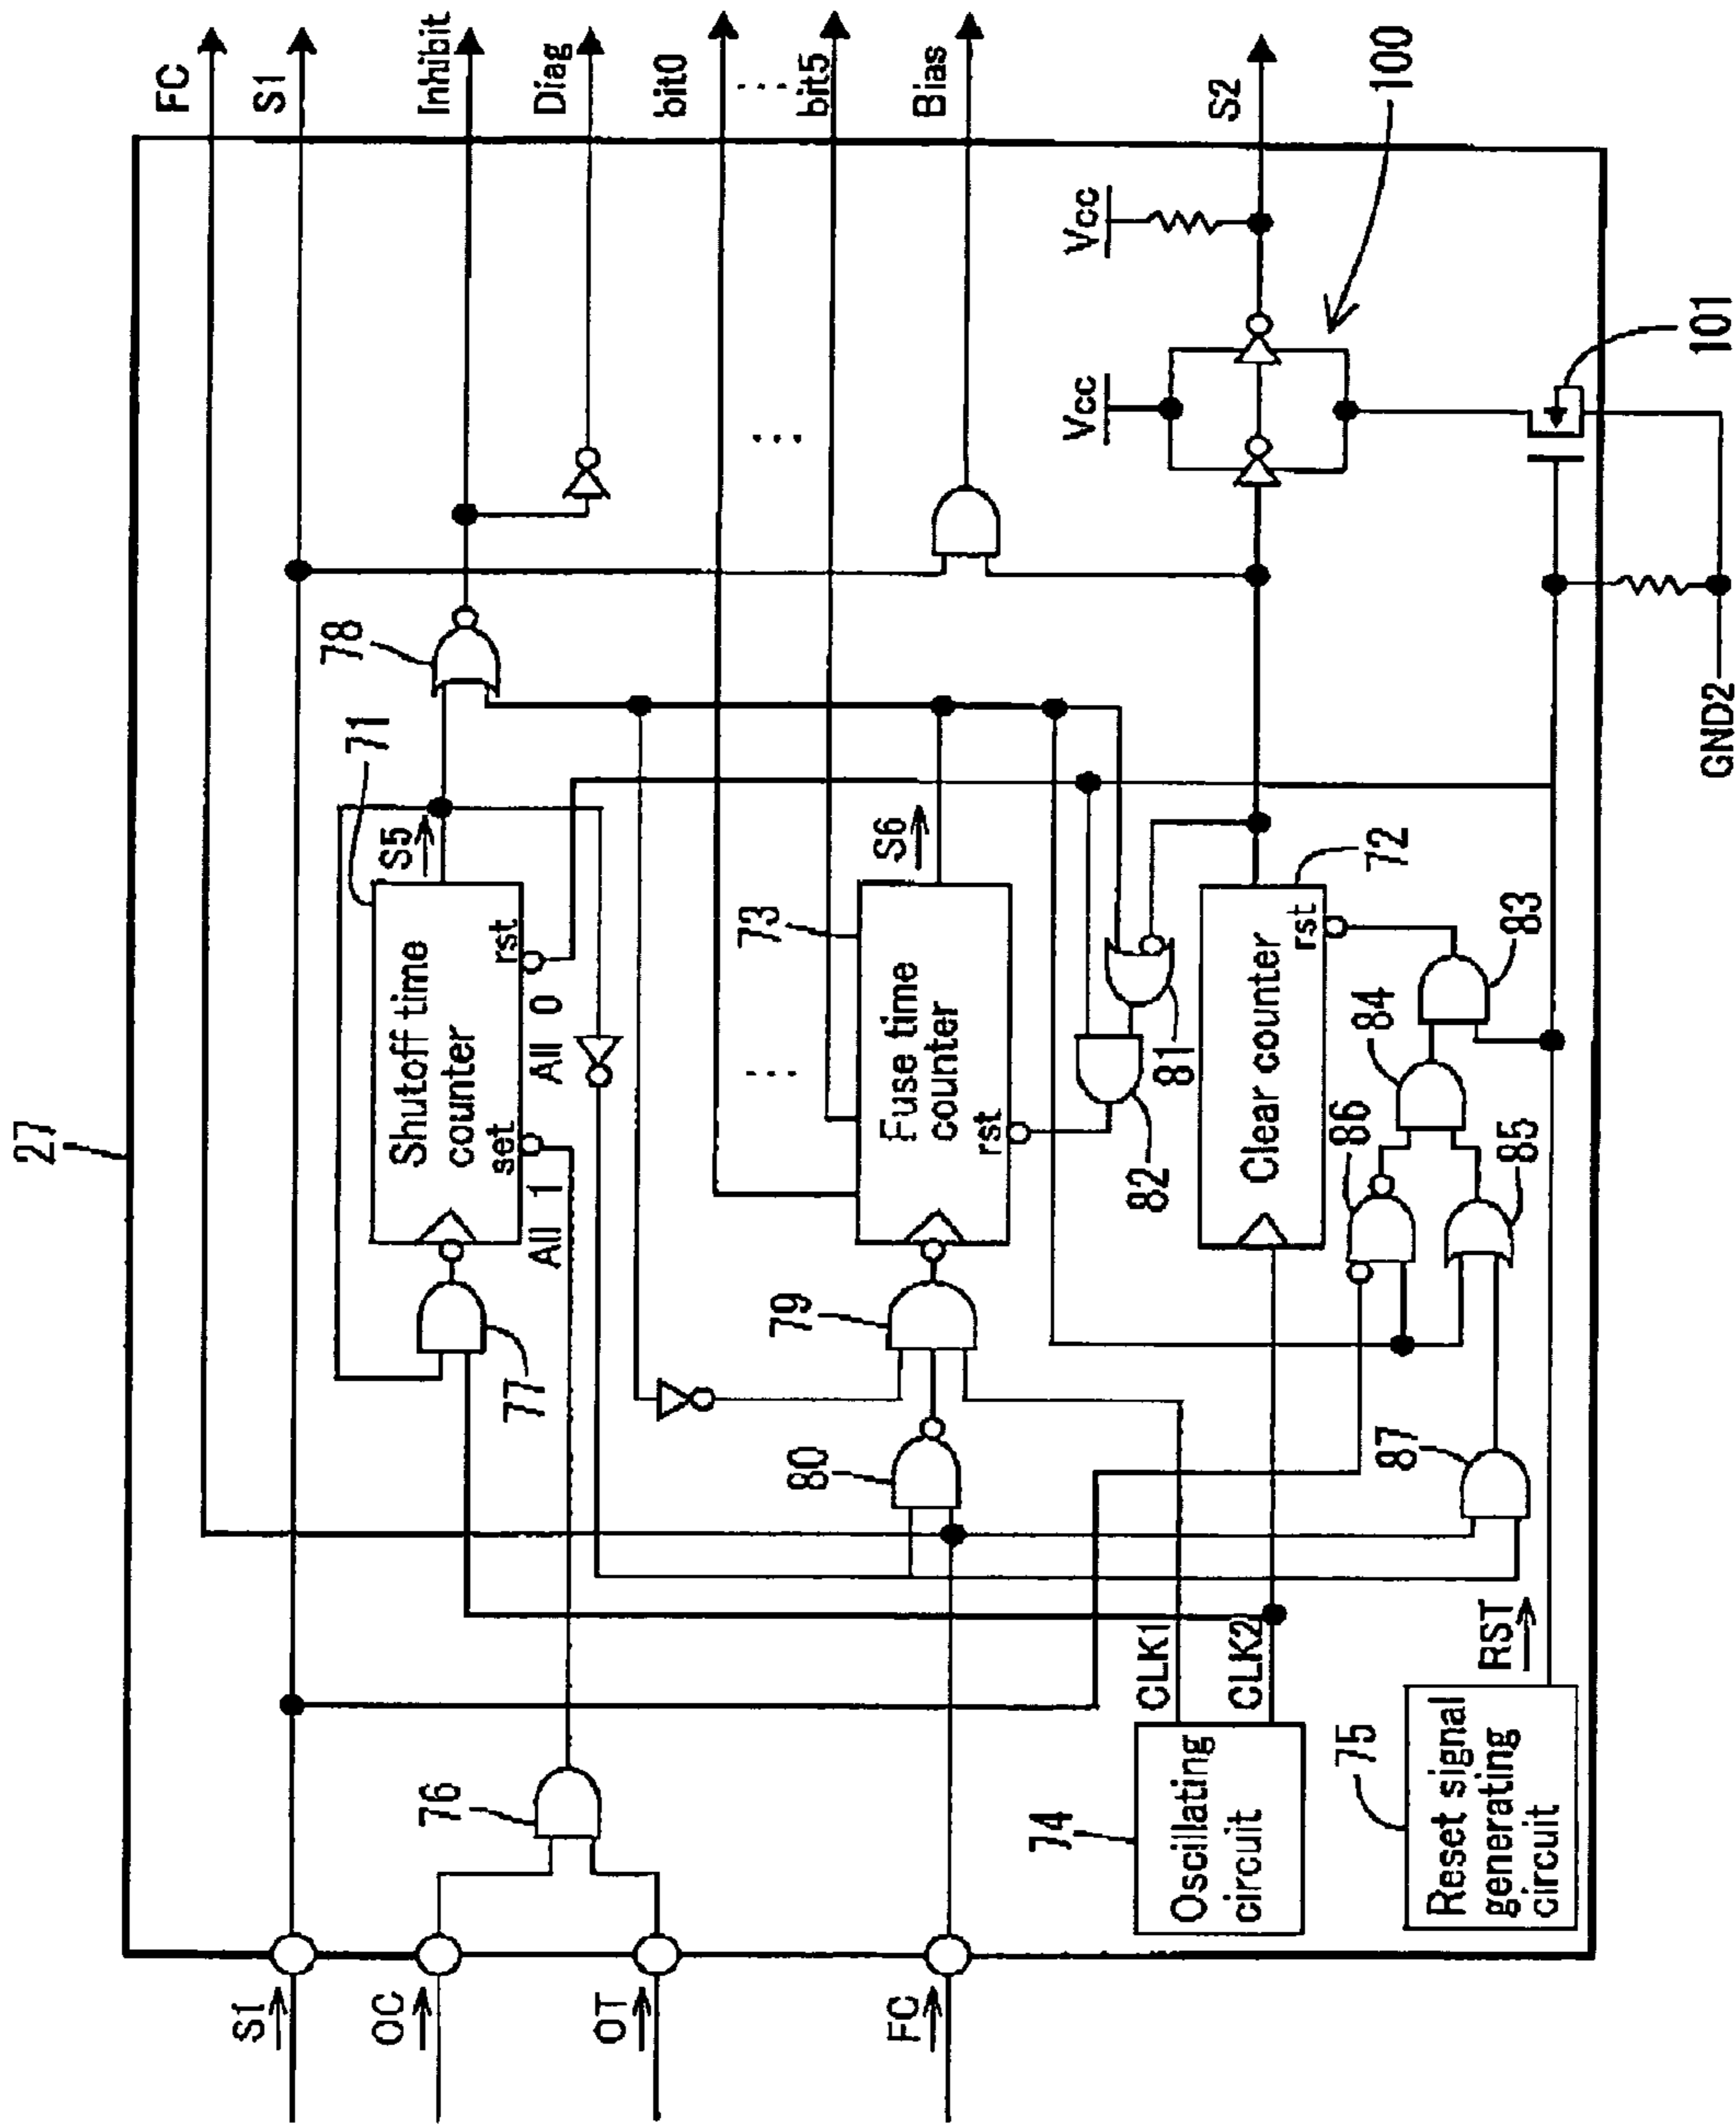 27
FC
S1
Inhibit
Diag
bit0
...
bit5
Bias
S2
100
S1
OC
OT
FC
76
77
Shutoff time
counter
set
rst
All 1
All 0
71
S5
78
80
79
Fuse time
counter
rst
...
73
S6
...
82
81
74
Oscillating
circuit
CLK1
CLK2
Clear counter
rst
72
Vcc
Vcc
75
Reset signal
generating
circuit
RST
87
86
85
84
83
101
GND2